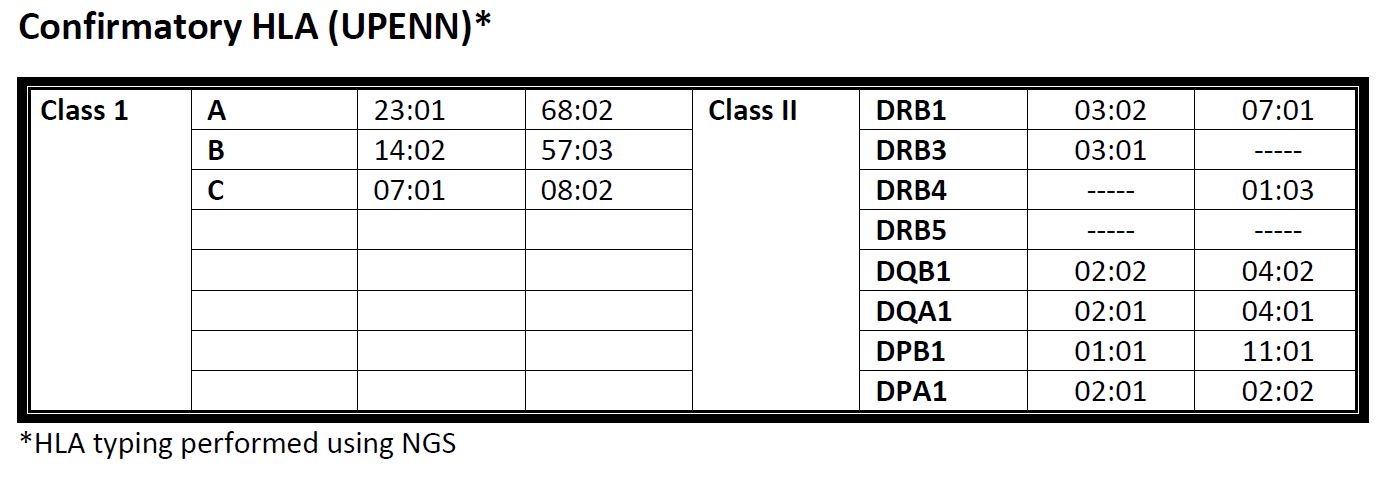 Confirmatory HLA (UPENN)*
Class 1 A 23:01 68:02 Class II DRB1 03:02 07:01
B 14:02 57:03 DRB3 03:01 -----
C 07:01 08:02 DRB4 ----- 01:03
DRB5 ----- -----
DQB1 02:02 04:02
DQA1 02:01 04:01
DPB1 01:01 11:01
DPA1 02:01 02:02
*HLA typing performed using NGS